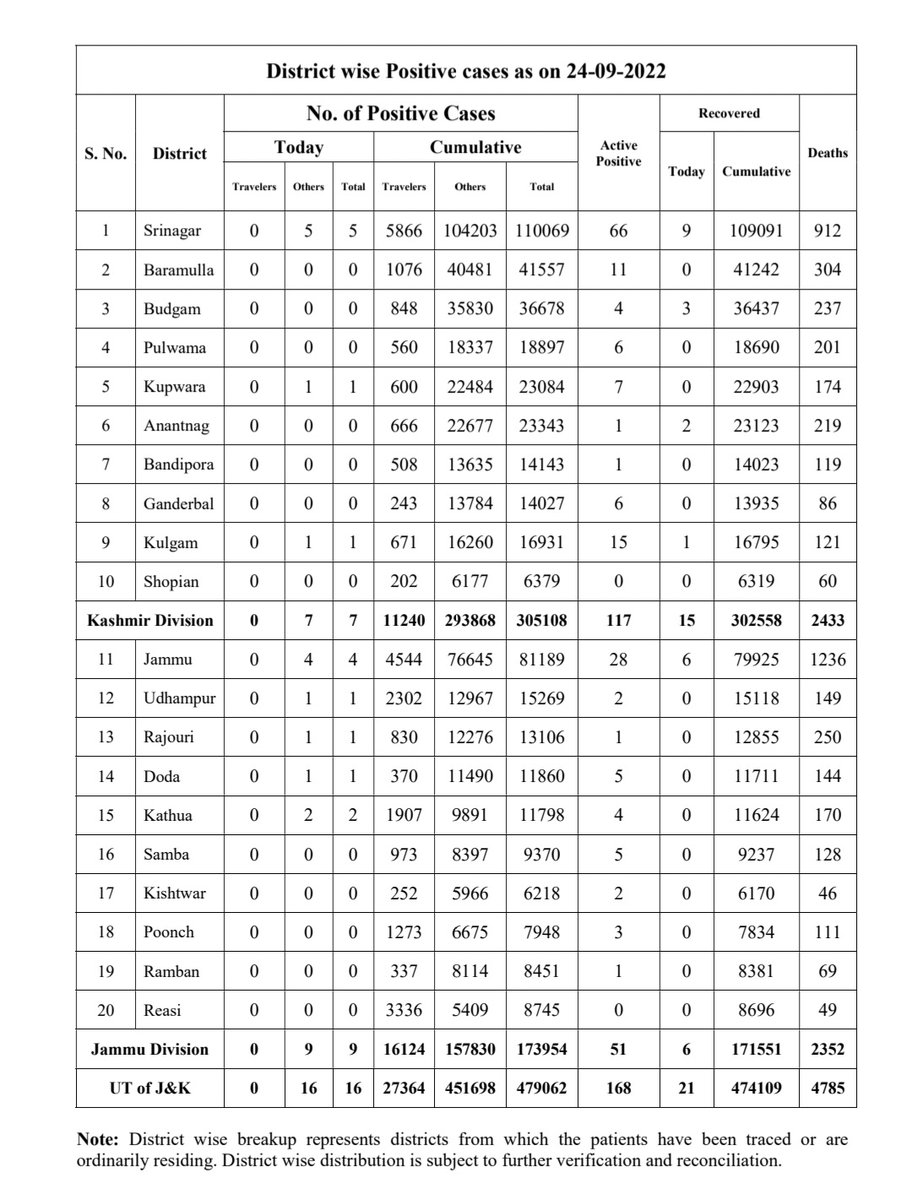 District wise Positive cases as on 24-09-2022
S. No. District No. of Positive Cases Active Positive Recovered Deaths
Today Cumulative Today Cumulative
Travelers Others Total Travelers Others Total
1 Srinagar 0 5 5 5866 104203 110069 66 9 109091 912
2 Baramulla 0 0 0 1076 40481 41557 11 0 41242 304
3 Budgam 0 0 0 848 35830 36678 4 3 36437 237
4 Pulwama 0 0 0 560 18337 18897 6 0 18690 201
5 Kupwara 0 1 1 600 22484 23084 7 0 22903 174
6 Anantnag 0 0 0 666 22677 23343 1 2 23123 219
7 Bandipora 0 0 0 508 13635 14143 1 0 14023 119
8 Ganderbal 0 0 0 243 13784 14027 6 0 13935 86
9 Kulgam 0 1 1 671 16260 16931 15 1 16795 121
10 Shopian 0 0 0 202 6177 6379 0 0 6319 60
Kashmir Division 0 7 7 11240 293868 305108 117 15 302558 2433
11 Jammu 0 4 4 4544 76645 81189 28 6 79925 1236
12 Udhampur 0 1 1 2302 12967 15269 2 0 15118 149
13 Rajouri 0 1 1 830 12276 13106 1 0 12855 250
14 Doda 0 1 1 370 11490 11860 5 0 11711 144
15 Kathua 0 2 2 1907 9891 11798 4 0 11624 170
16 Samba 0 0 0 973 8397 9370 5 0 9237 128
17 Kishtwar 0 0 0 252 5966 6218 2 0 6170 46
18 Poonch 0 0 0 1273 6675 7948 3 0 7834 111
19 Ramban 0 0 0 337 8114 8451 1 0 8381 69
20 Reasi 0 0 0 3336 5409 8745 0 0 8696 49
Jammu Division 0 9 9 16124 157830 173954 51 6 171551 2352
UT of J&K 0 16 16 27364 451698 479062 168 21 474109 4785
Note: District wise breakup represents districts from which the patients have been traced or are
ordinarily residing. District wise distribution is subject to further verification and reconciliation.